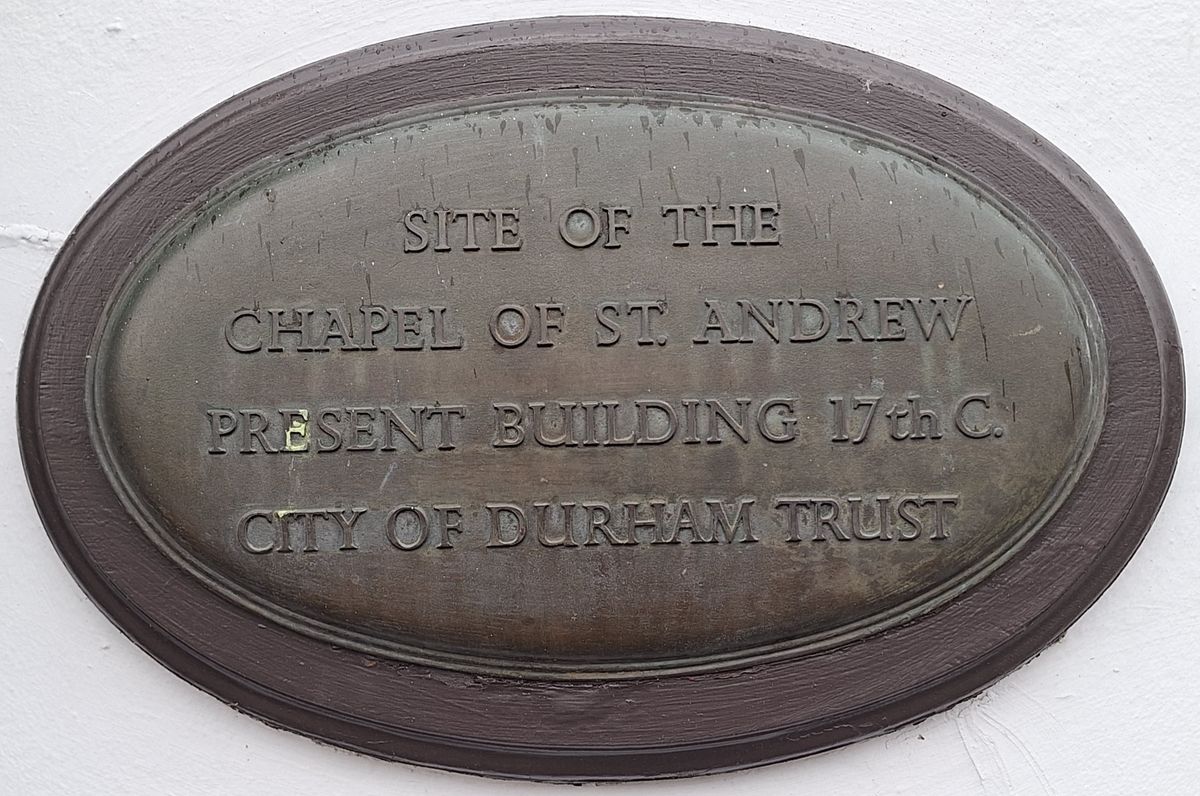 SITE OF THE
CHAPEL OF ST. ANDREW
PRESENT BUILDING 17th C.
CITY OF DURHAM TRUST